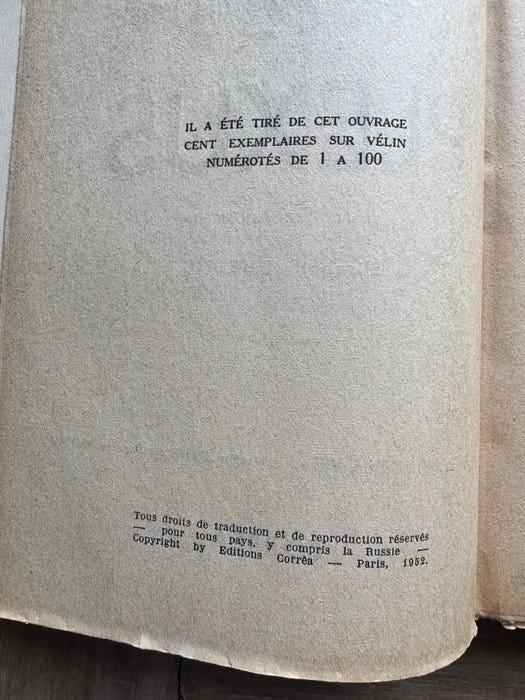 IL A ÉTÉ TIRÉ DE CET OUVRAGE
CENT EXEMPLAIRES SUR VÉLIN
NUMÉROTÉS DE 1 A 100
Tous droits de traduction et de reproduction réservés
— pour tous pays, y compris la Russie —
Copyright by Editions Corrêa — Paris, 1952.